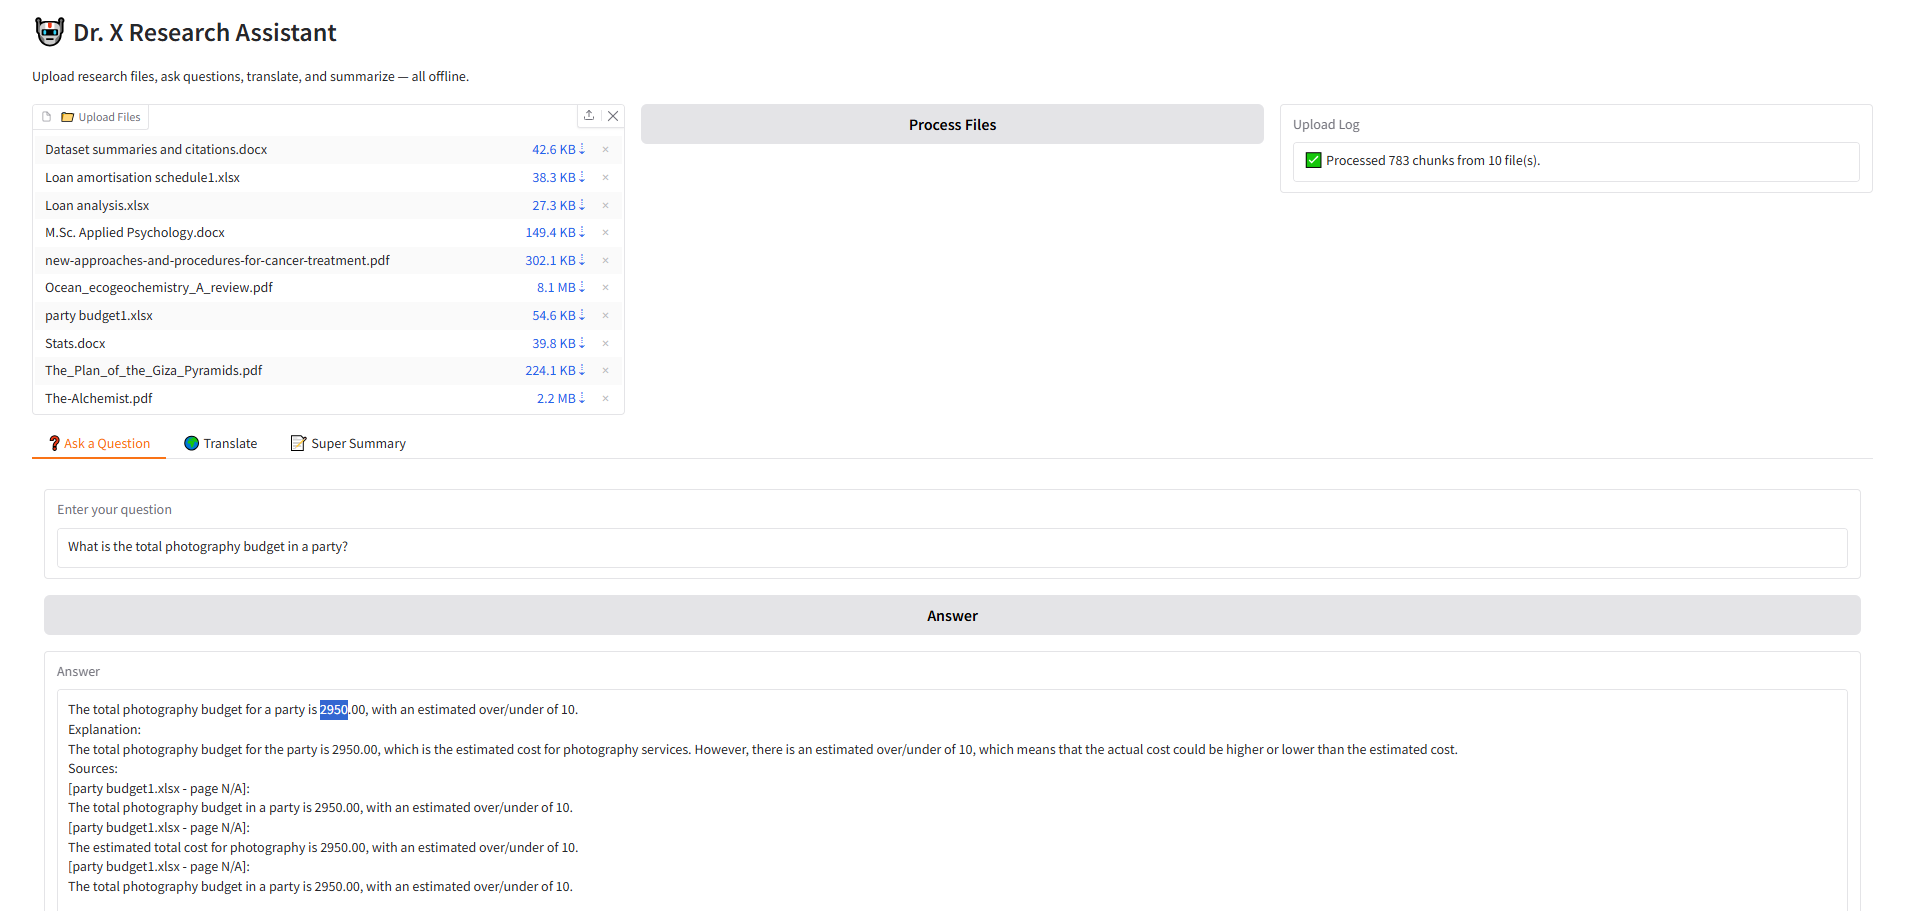 Dr. X Research Assistant
Upload research files, ask questions, translate, and summarize — all offline.
Upload Files
Dataset summaries and citations.docx 42.6 KB ⇣ ×
Loan amortisation schedule1.xlsx 38.3 KB ⇣ ×
Loan analysis.xlsx 27.3 KB ⇣ ×
M.Sc. Applied Psychology.docx 149.4 KB ⇣ ×
new-approaches-and-procedures-for-cancer-treatment.pdf 302.1 KB ⇣ ×
Ocean_ecogeochemistry_A_review.pdf 8.1 MB ⇣ ×
party budget1.xlsx 54.6 KB ⇣ ×
Stats.docx 39.8 KB ⇣ ×
The_Plan_of_the_Giza_Pyramids.pdf 224.1 KB ⇣ ×
The-Alchemist.pdf 2.2 MB ⇣ ×
Process Files
Upload Log
✅ Processed 783 chunks from 10 file(s).
❓ Ask a Question Translate Super Summary
Enter your question
What is the total photography budget in a party?
Answer
Answer
The total photography budget for a party is 2950.00, with an estimated over/under of 10.
Explanation:
The total photography budget for the party is 2950.00, which is the estimated cost for photography services. However, there is an estimated over/under of 10, which means that the actual cost could be higher or lower than the estimated cost.
Sources:
[party budget1.xlsx - page N/A]:
The total photography budget in a party is 2950.00, with an estimated over/under of 10.
[party budget1.xlsx - page N/A]:
The estimated total cost for photography is 2950.00, with an estimated over/under of 10.
[party budget1.xlsx - page N/A]:
The total photography budget in a party is 2950.00, with an estimated over/under of 10.